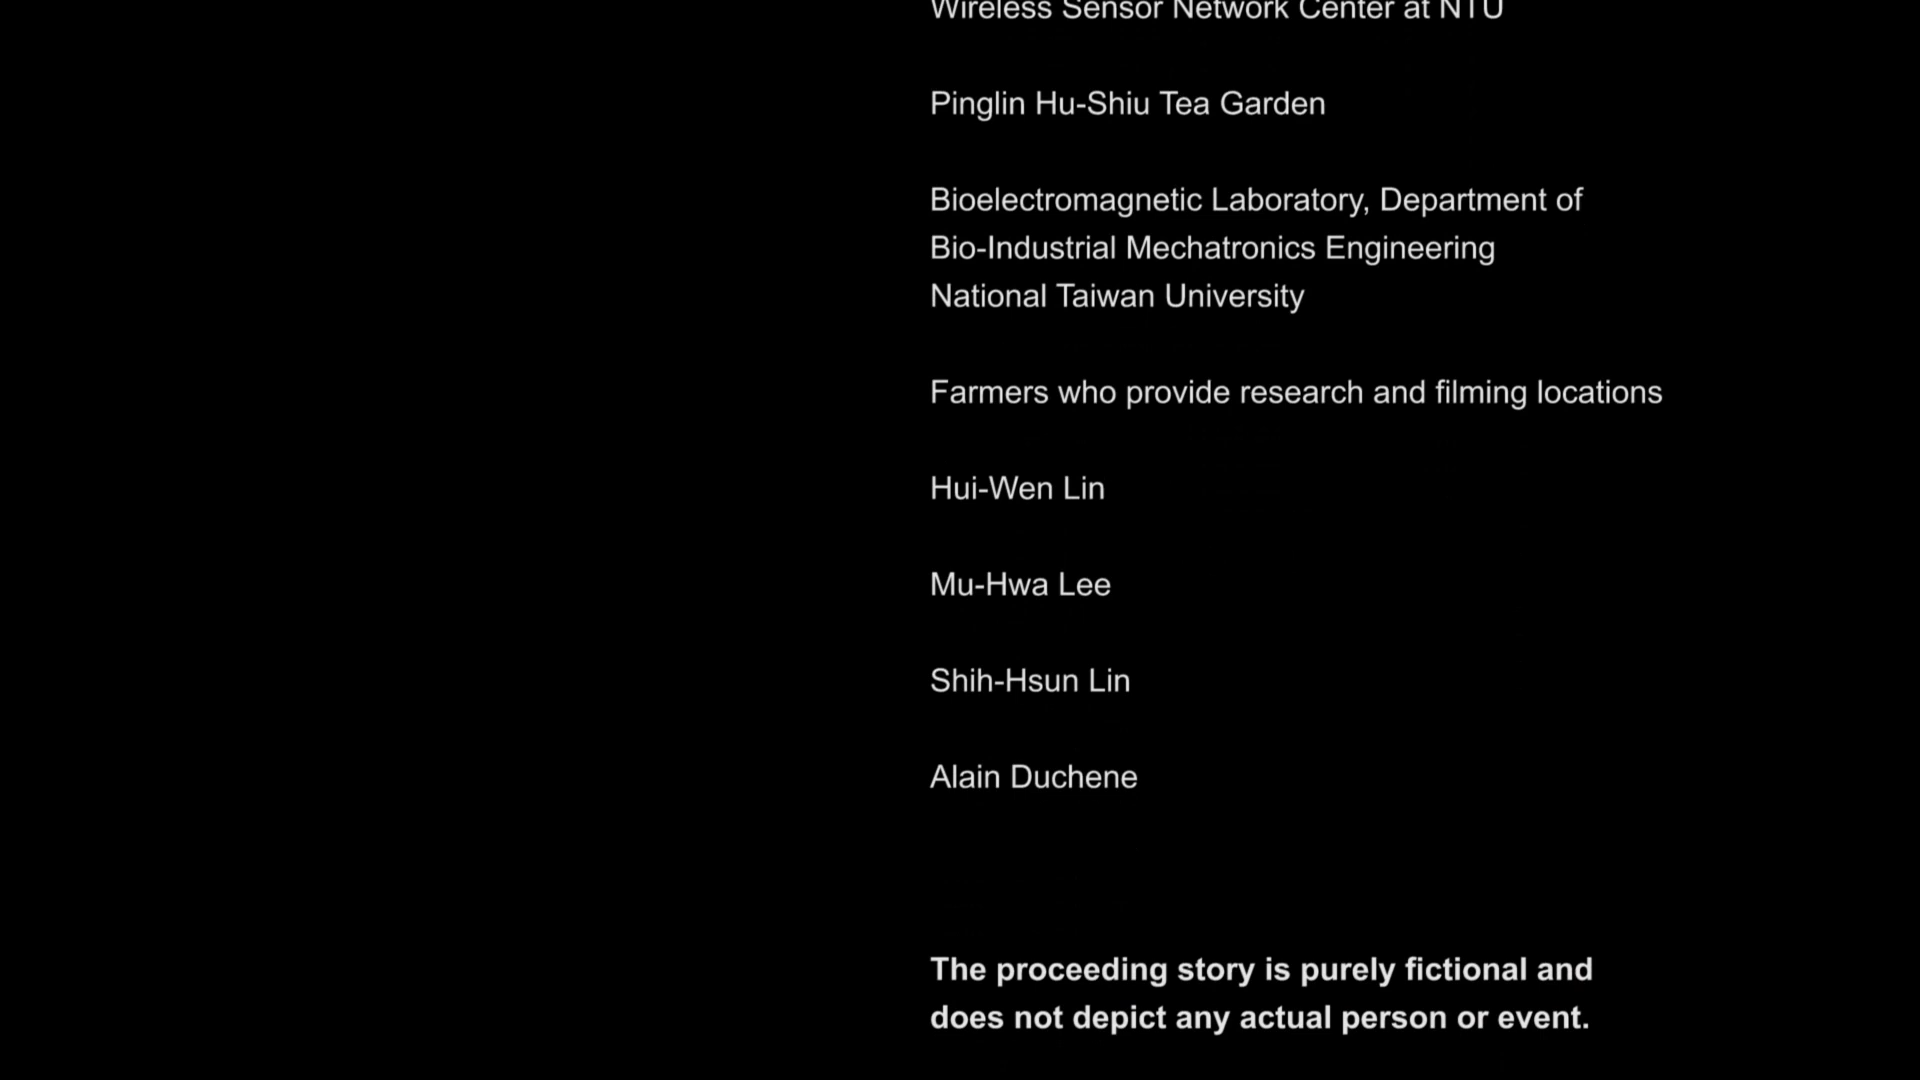 Wireless Sensor Network Center at NTU
Pinglin Hu-Shiu Tea Garden
Bioelectromagnetic Laboratory, Department of
Bio-Industrial Mechatronics Engineering
National Taiwan University
Farmers who provide research and filming locations
Hui-Wen Lin
Mu-Hwa Lee
Shih-Hsun Lin
Alain Duchene
The proceeding story is purely fictional and
does not depict any actual person or event.